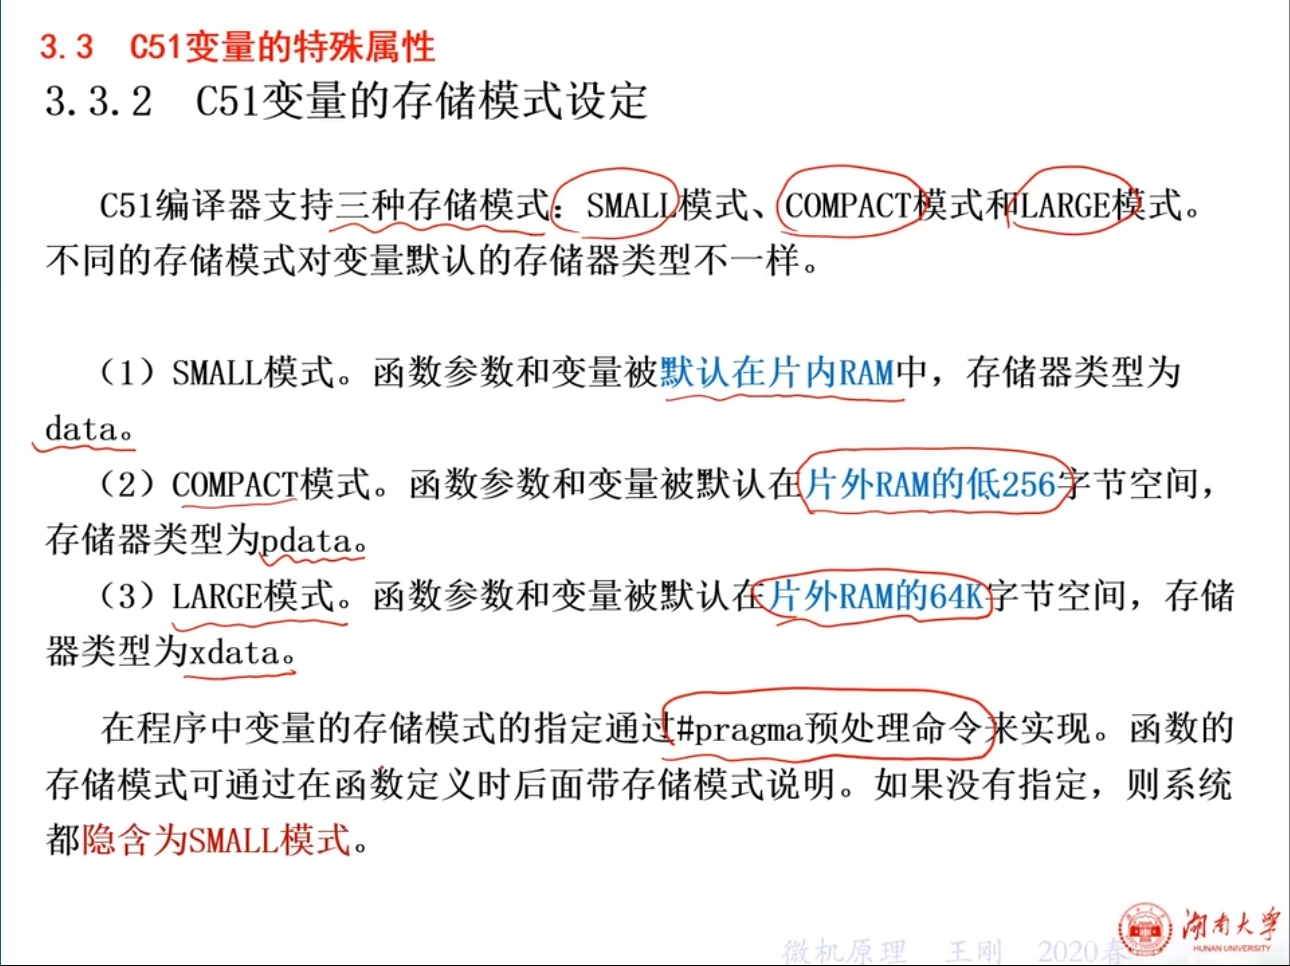 3.3 C51变量的特殊属性
3.3.2 C51变量的存储模式设定
C51编译器支持三种存储模式：SMALL模式、COMPACT模式和LARGE模式。
不同的存储模式对变量默认的存储器类型不一样。
（1）SMALL模式。函数参数和变量被默认在片内RAM中，存储器类型为
data。
（2）COMPACT模式。函数参数和变量被默认在片外RAM的低256字节空间，
存储器类型为pdata。
（3）LARGE模式。函数参数和变量被默认在片外RAM的64K字节空间，存储
器类型为xdata。
在程序中变量的存储模式的指定通过#pragma预处理命令来实现。函数的
存储模式可通过在函数定义时后面带存储模式说明。如果没有指定，则系统
都隐含为SMALL模式。
湖南大学
HUNAN UNIVERSITY
微机原理 王刚 2020春